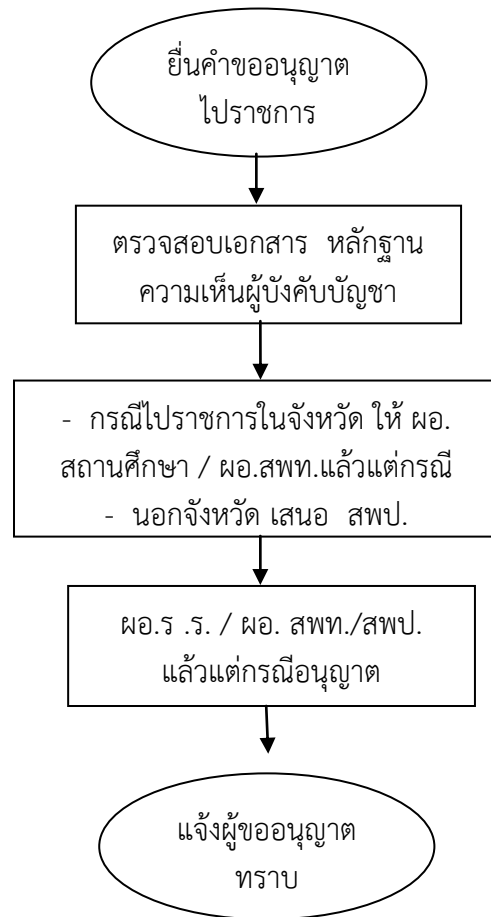 ยื่นคำขออนุญาต
ไปราชการ
ตรวจสอบเอกสาร หลักฐาน
ความเห็นผู้บังคับบัญชา
- กรณีไปราชการในจังหวัด ให้ ผอ.
สถานศึกษา / ผอ.สพท.แล้วแต่กรณี
- นอกจังหวัด เสนอ สพป.
ผอ.ร .ร. / ผอ. สพท./สพป.
แล้วแต่กรณีอนุญาต
แจ้งผู้ขออนุญาต
ทราบ